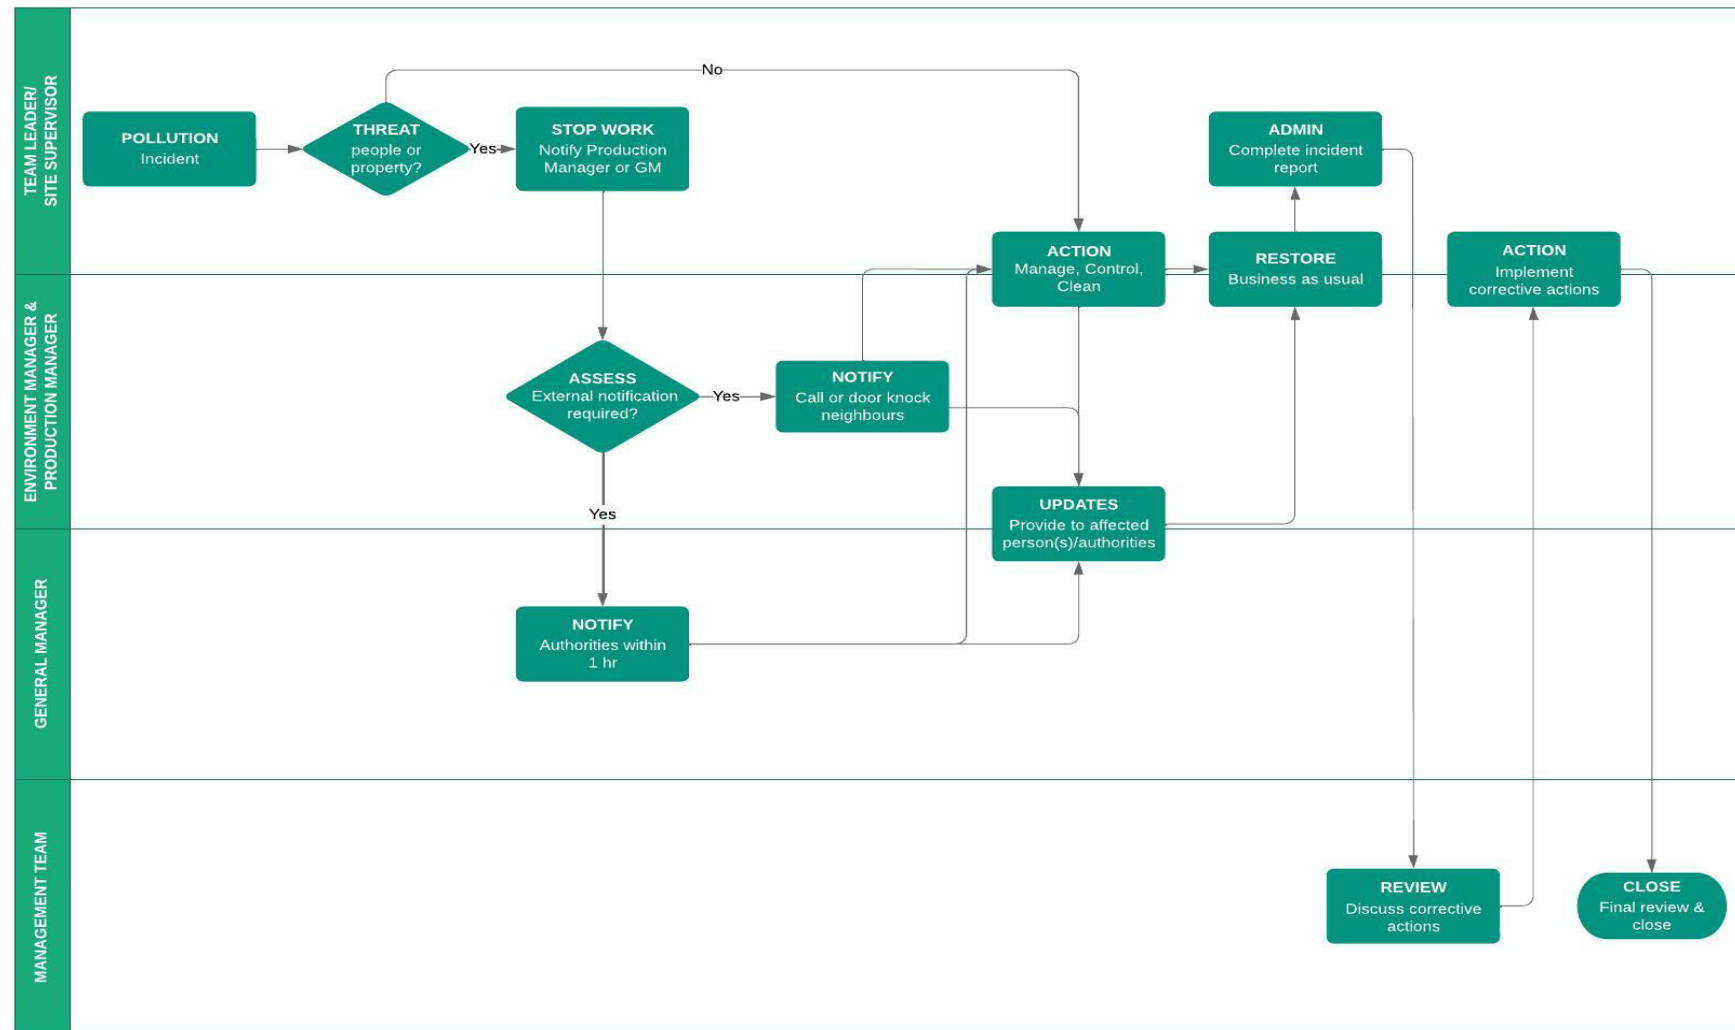 TEAM LEADER/
SITE SUPERVISOR
POLLUTION
Incident
THREAT
people or
property?
No
Yes
STOP WORK
Notify Production
Manager or GM
ADMIN
Complete incident
report
ACTION
Manage, Control,
Clean
RESTORE
Business as usual
ACTION
Implement
corrective actions
ENVIRONMENT MANAGER &
PRODUCTION MANAGER
ASSESS
External notification
required?
Yes
NOTIFY
Call or door knock
neighbours
Yes
UPDATES
Provide to affected
person(s)/authorities
GENERAL MANAGER
NOTIFY
Authorities within
1 hr
MANAGEMENT TEAM
REVIEW
Discuss corrective
actions
CLOSE
Final review &
close